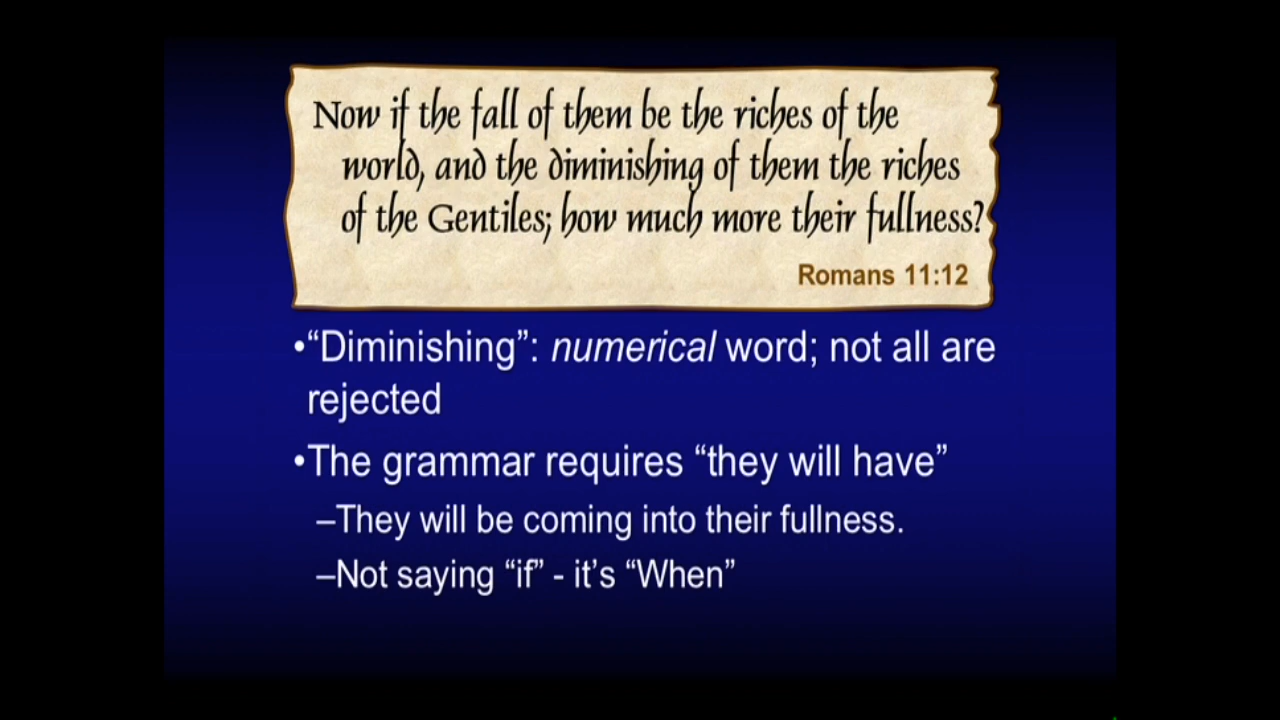 Now if the fall of them be the riches of the
world, and the diminishing of them the riches
of the Gentiles; how much more their fullness?
Romans 11:12
•“Diminishing”: numerical word; not all are
rejected
•The grammar requires “they will have”
–They will be coming into their fullness.
–Not saying “if” - it’s “When”